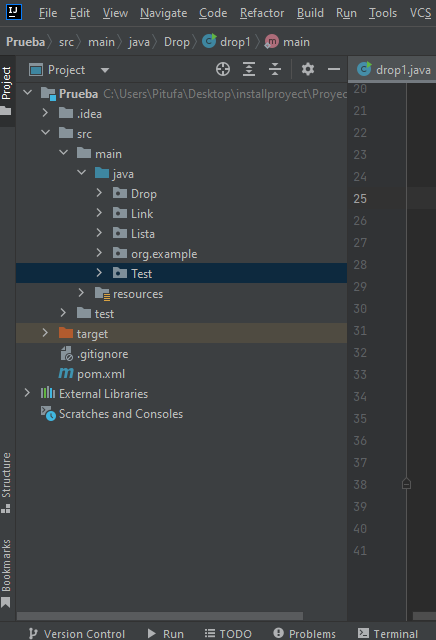 IJ File Edit View Navigate Code Refactor Build Run Tools VCS
Prueba src main java Drop drop1 m main
Project Project drop1.java
Prueba C:\Users\Pitufa\Desktop\installproyect\Proyec
.idea
src
main
java
Drop
Link
Lista
org.example
Test
resources
test
target
.gitignore
m pom.xml
External Libraries
Scratches and Consoles
20
21
22
23
24
25
26
27
28
29
30
31
32
33
34
35
36
37
38
39
40
41
Structure
Bookmarks
Version Control Run TODO Problems Terminal